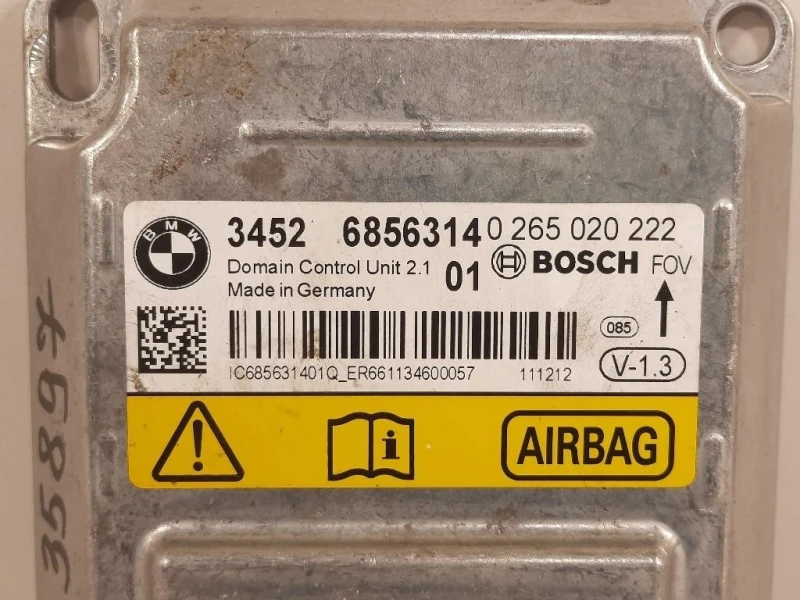 BMW
3452 6856314 0 265 020 222
Domain Control Unit 2.1 01 BOSCH FOV
Made in Germany
085
V-1.3
IC685631401Q_ER661134600057 111212
AIRBAG
35897